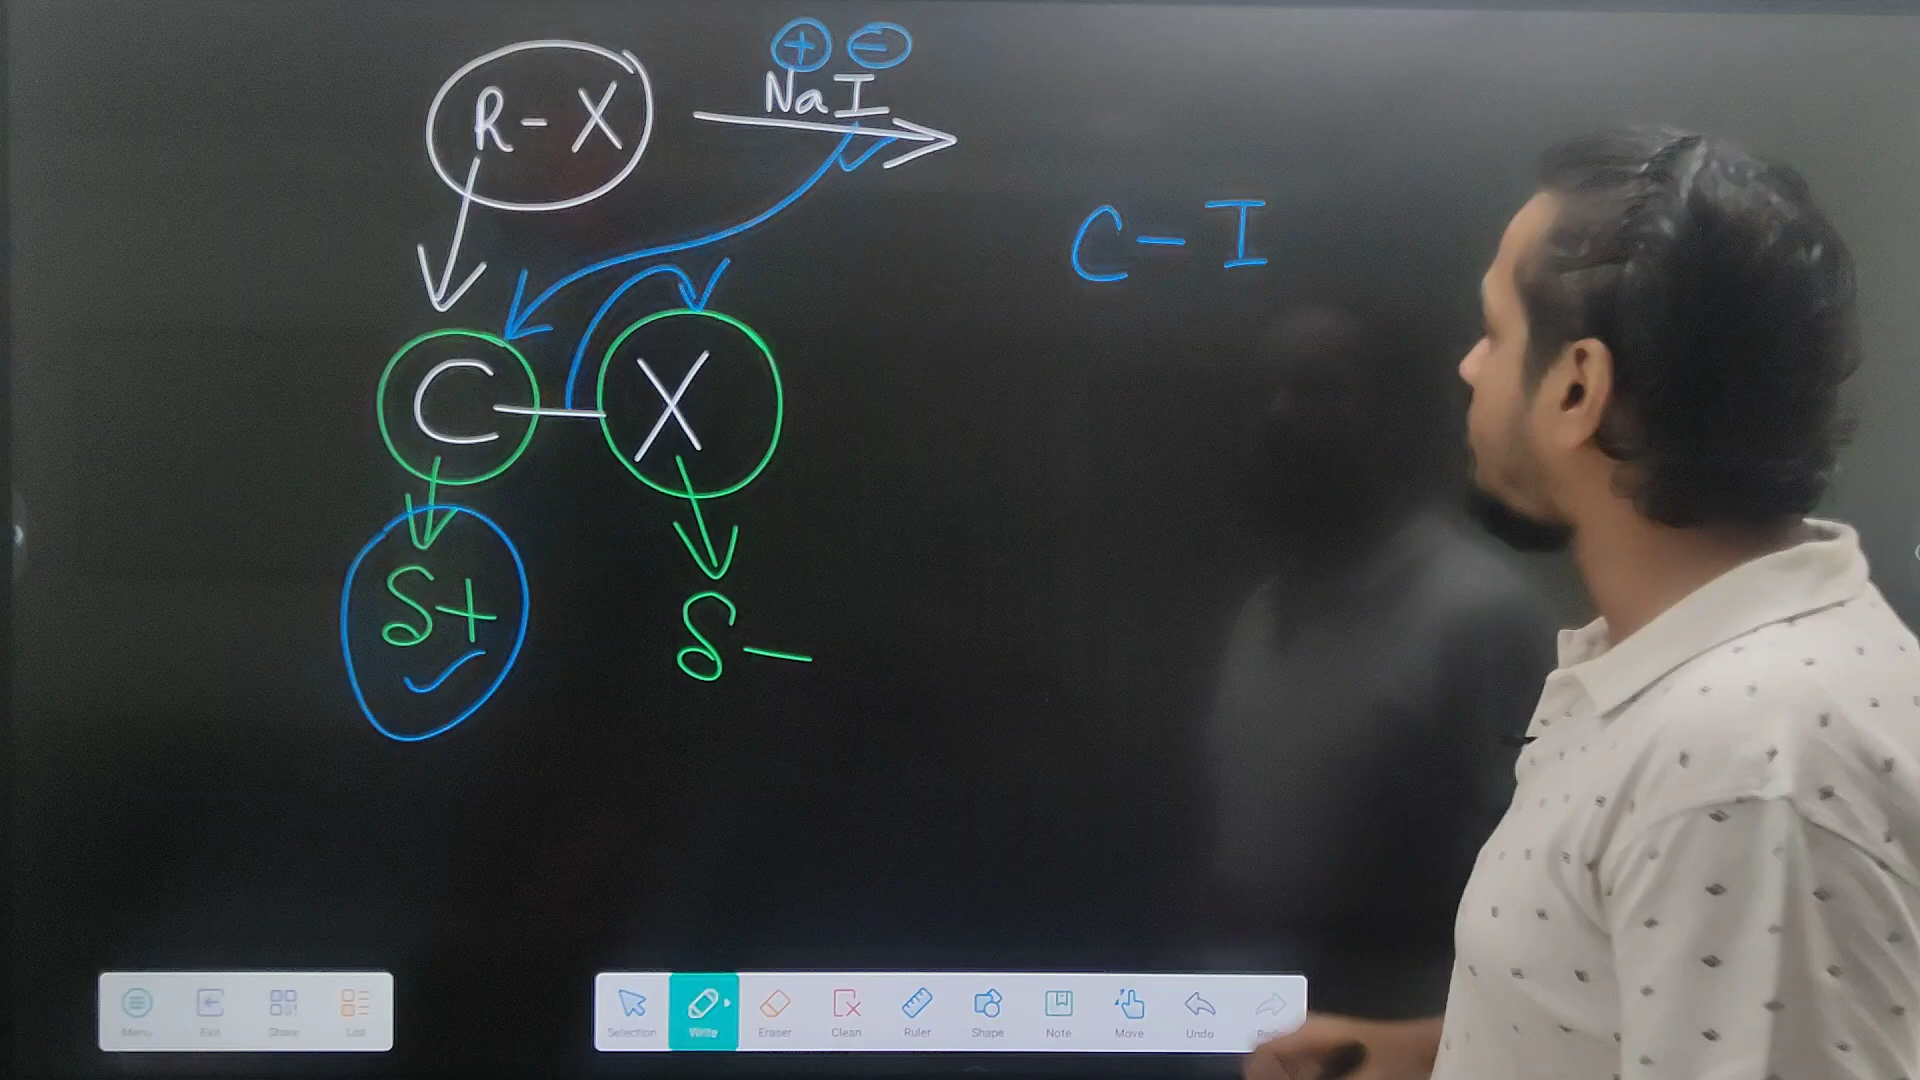 ⊕ ⊖
R - X NaI
C - I
C — X
δ+ δ-
Menu Exit Share List Selection Write Eraser Clean Ruler Shape Note Move Undo